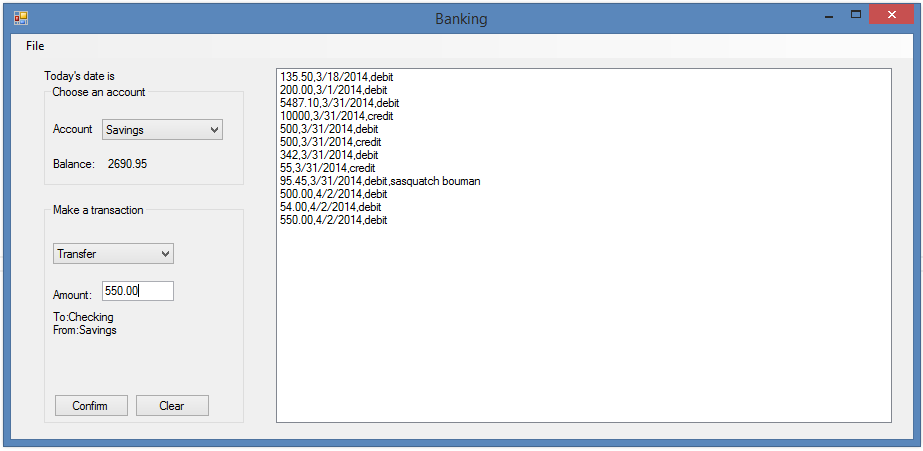 Banking
File
Today's date is
Choose an account
Account Savings
Balance: 2690.95
Make a transaction
Transfer
Amount: 550.00
To:Checking
From:Savings
Confirm Clear
135.50,3/18/2014,debit
200.00,3/1/2014,debit
5487.10,3/31/2014,debit
10000,3/31/2014,credit
500,3/31/2014,debit
500,3/31/2014,credit
342,3/31/2014,debit
55,3/31/2014,credit
95.45,3/31/2014,debit,sasquatch bouman
500.00,4/2/2014,debit
54.00,4/2/2014,debit
550.00,4/2/2014,debit